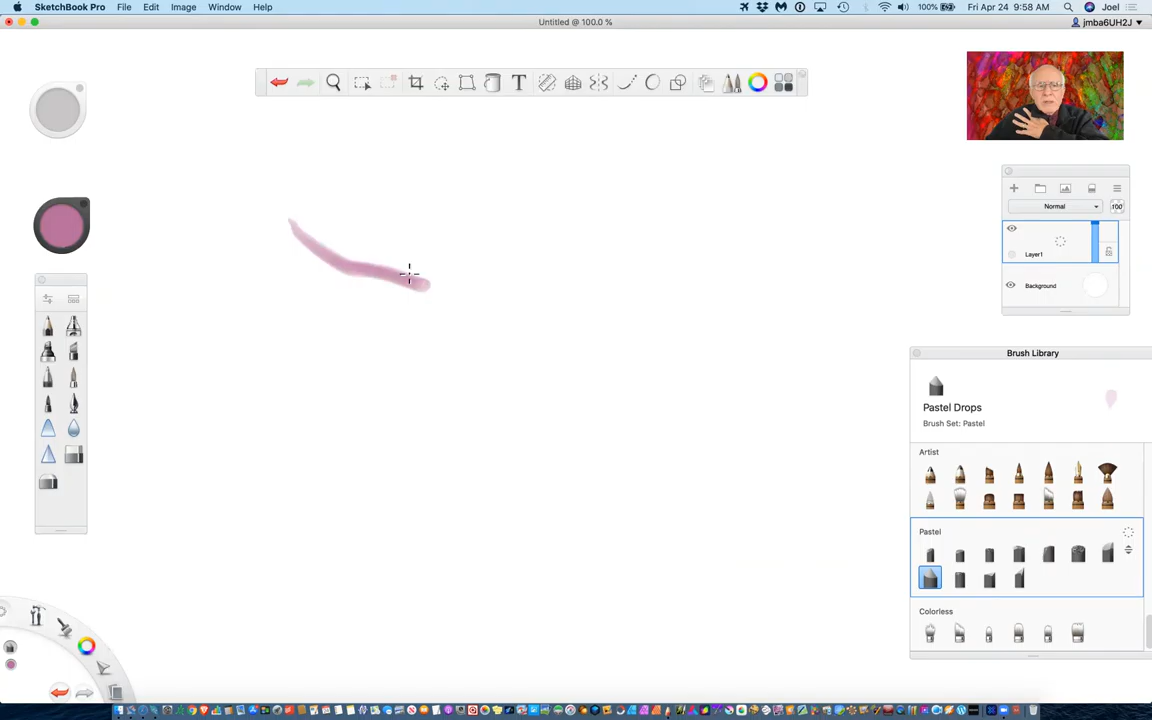 SketchBook Pro File Edit Image Window Help 100% Fri Apr 24 9:58 AM Joel
Untitled @ 100.0 %
jmba6UH2J
T
Normal 100
Layer1
Background
Brush Library
Pastel Drops
Brush Set: Pastel
Artist
Pastel
Colorless